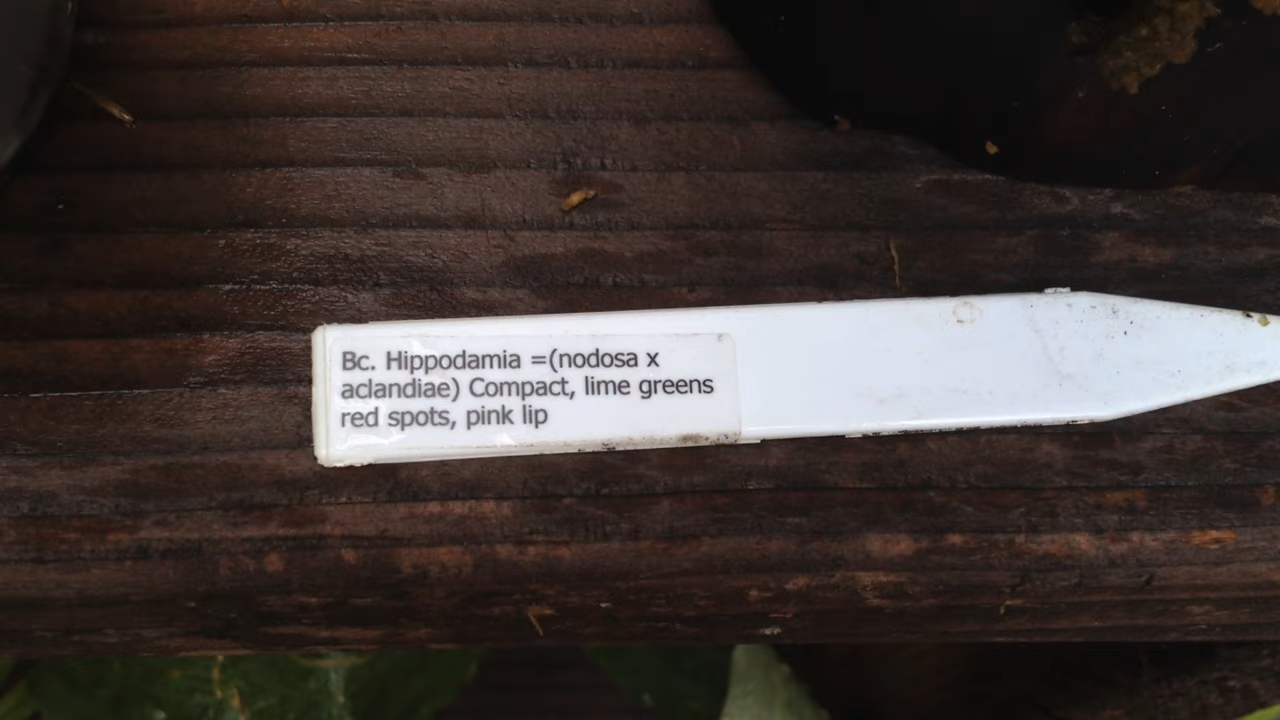 Bc. Hippodamia =(nodosa x
aclandiae) Compact, lime greens
red spots, pink lip